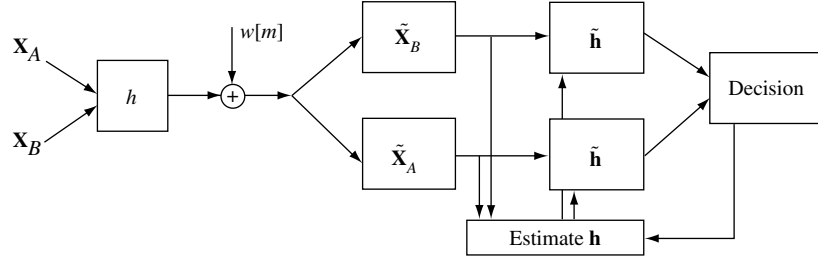 X_A
X_B
h
w[m]
+
X̃_B
X̃_A
h̃
h̃
Decision
Estimate h